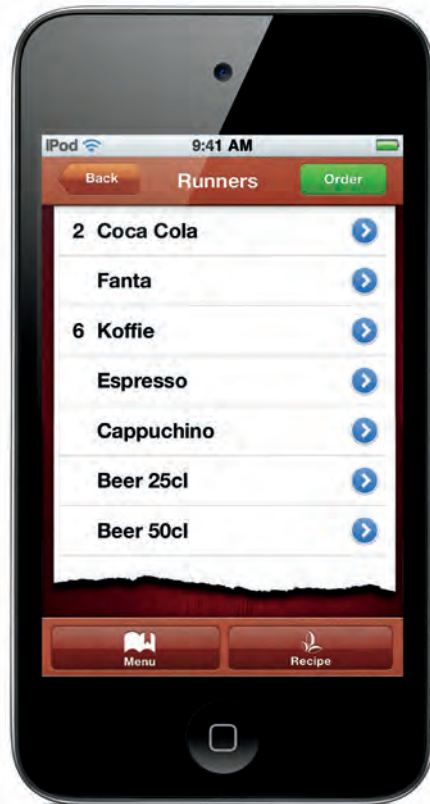 iPod 9:41 AM
Back Runners Order
2 Coca Cola
Fanta
6 Koffie
Espresso
Cappuchino
Beer 25cl
Beer 50cl
Menu Recipe